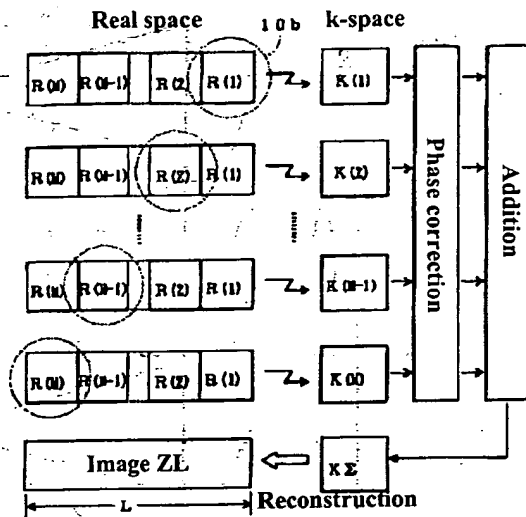 Real space 10b k-space
R(M) R(M-1) R(2) R(1) K(1)
R(M) R(M-1) R(2) R(1) K(2)
R(M) R(M-1) R(2) R(1) K(M-1)
R(M) R(M-1) R(2) R(1)
Phase correction
Addition
Image ZL KΣ
L Reconstruction